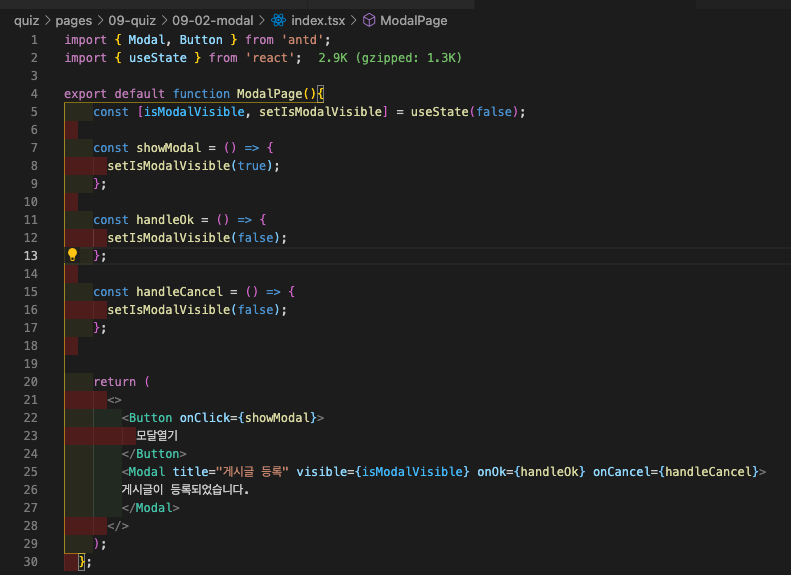 quiz > pages > 09-quiz > 09-02-modal > index.tsx > ModalPage
1 import { Modal, Button } from 'antd';
2 import { useState } from 'react'; 2.9K (gzipped: 1.3K)
3
4 export default function ModalPage(){
5 const [isModalVisible, setIsModalVisible] = useState(false);
6
7 const showModal = () => {
8 setIsModalVisible(true);
9 };
10
11 const handleOk = () => {
12 setIsModalVisible(false);
13 };
14
15 const handleCancel = () => {
16 setIsModalVisible(false);
17 };
18
19
20 return (
21 <>
22 <Button onClick={showModal}>
23 모달열기
24 </Button>
25 <Modal title="게시글 등록" visible={isModalVisible} onOk={handleOk} onCancel={handleCancel}>
26 게시글이 등록되었습니다.
27 </Modal>
28 </>
29 );
30 };